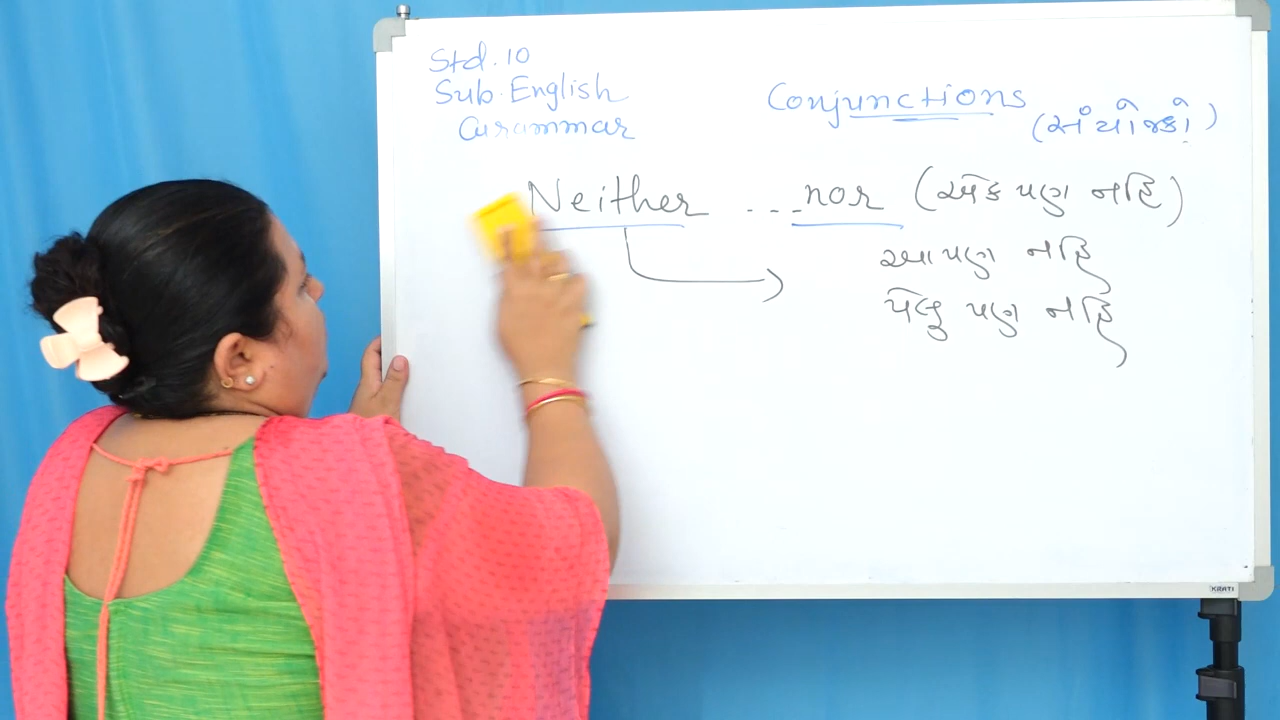 Std. 10
Sub. English
Grammar
Conjunctions
(સંયોજકો)
Neither ... nor (એક પણ નહિ)
આ પણ નહિ
પેલુ પણ નહિ